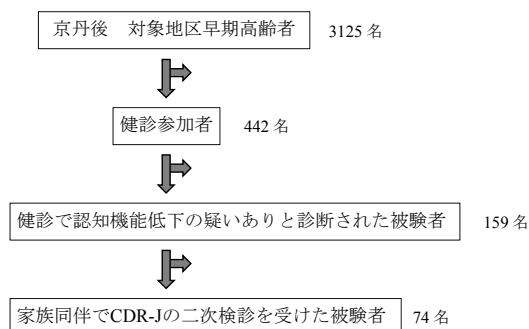 京丹後　対象地区早期高齢者 3125 名
健診参加者 442 名
健診で認知機能低下の疑いありと診断された被験者 159 名
家族同伴でCDR-Jの二次検診を受けた被験者 74 名